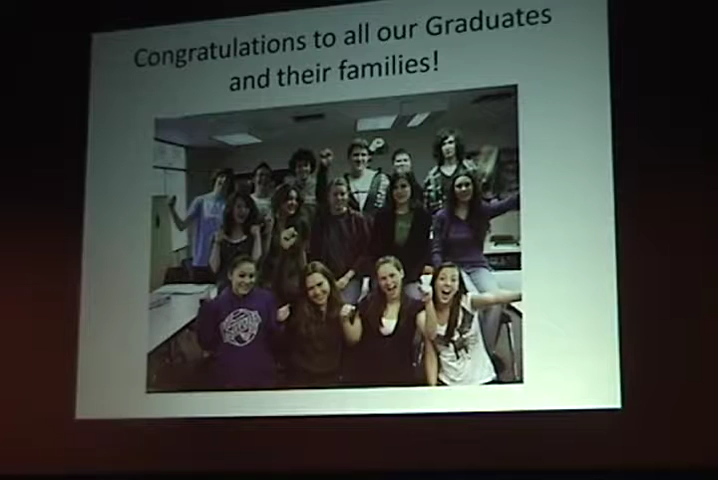 Congratulations to all our Graduates
and their families!